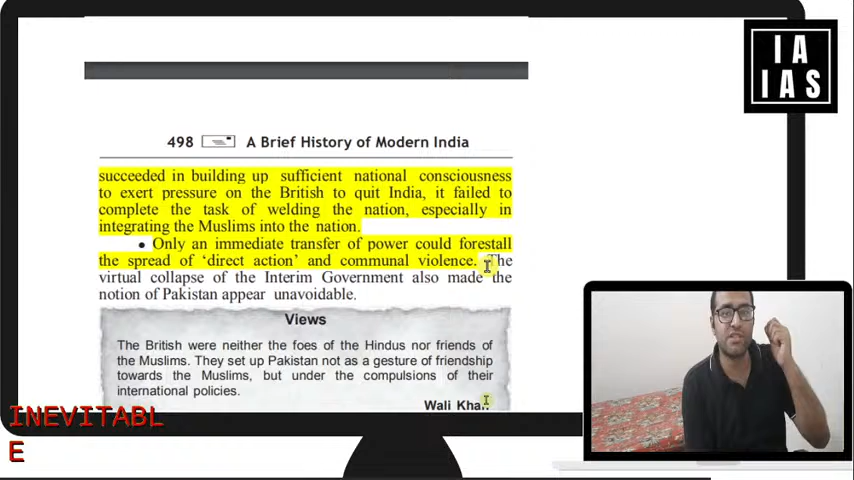 IA
IAS
498 A Brief History of Modern India
succeeded in building up sufficient national consciousness
to exert pressure on the British to quit India, it failed to
complete the task of welding the nation, especially in
integrating the Muslims into the nation.
• Only an immediate transfer of power could forestall
the spread of ‘direct action’ and communal violence. The
virtual collapse of the Interim Government also made the
notion of Pakistan appear unavoidable.
Views
The British were neither the foes of the Hindus nor friends of
the Muslims. They set up Pakistan not as a gesture of friendship
towards the Muslims, but under the compulsions of their
international policies.
Wali Khan
INEVITABL
E